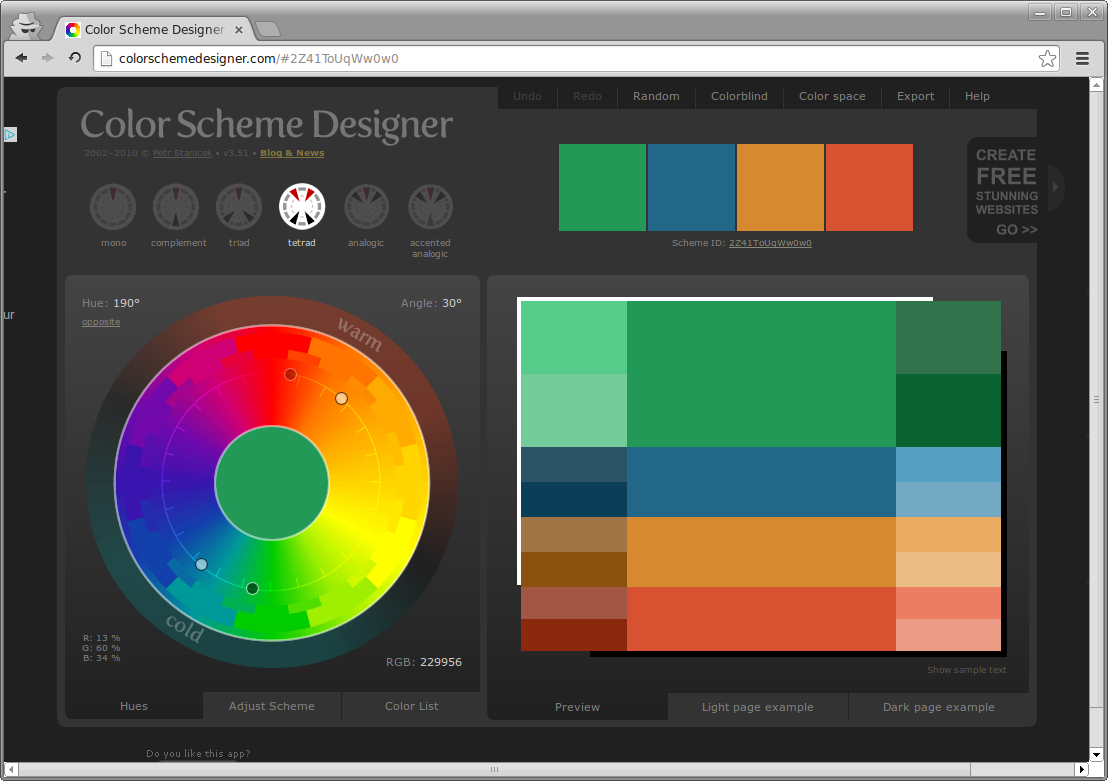 Color Scheme Designer
colorschemedesigner.com/#2Z41ToUqWw0w0
Undo Redo Random Colorblind Color space Export Help
Color Scheme Designer
2002–2010 © Petr Stanicek • v3.51 • Blog & News
mono complement triad tetrad analogic accented
analogic
Scheme ID: 2Z41ToUqWw0w0
CREATE
FREE
STUNNING
WEBSITES
GO >>
ur
Hue: 190°
Angle: 30°
opposite
warm
cold
R: 13 %
G: 60 %
B: 34 %
RGB: 229956
Hues Adjust Scheme Color List
Show sample text
Preview Light page example Dark page example
Do you like this app?